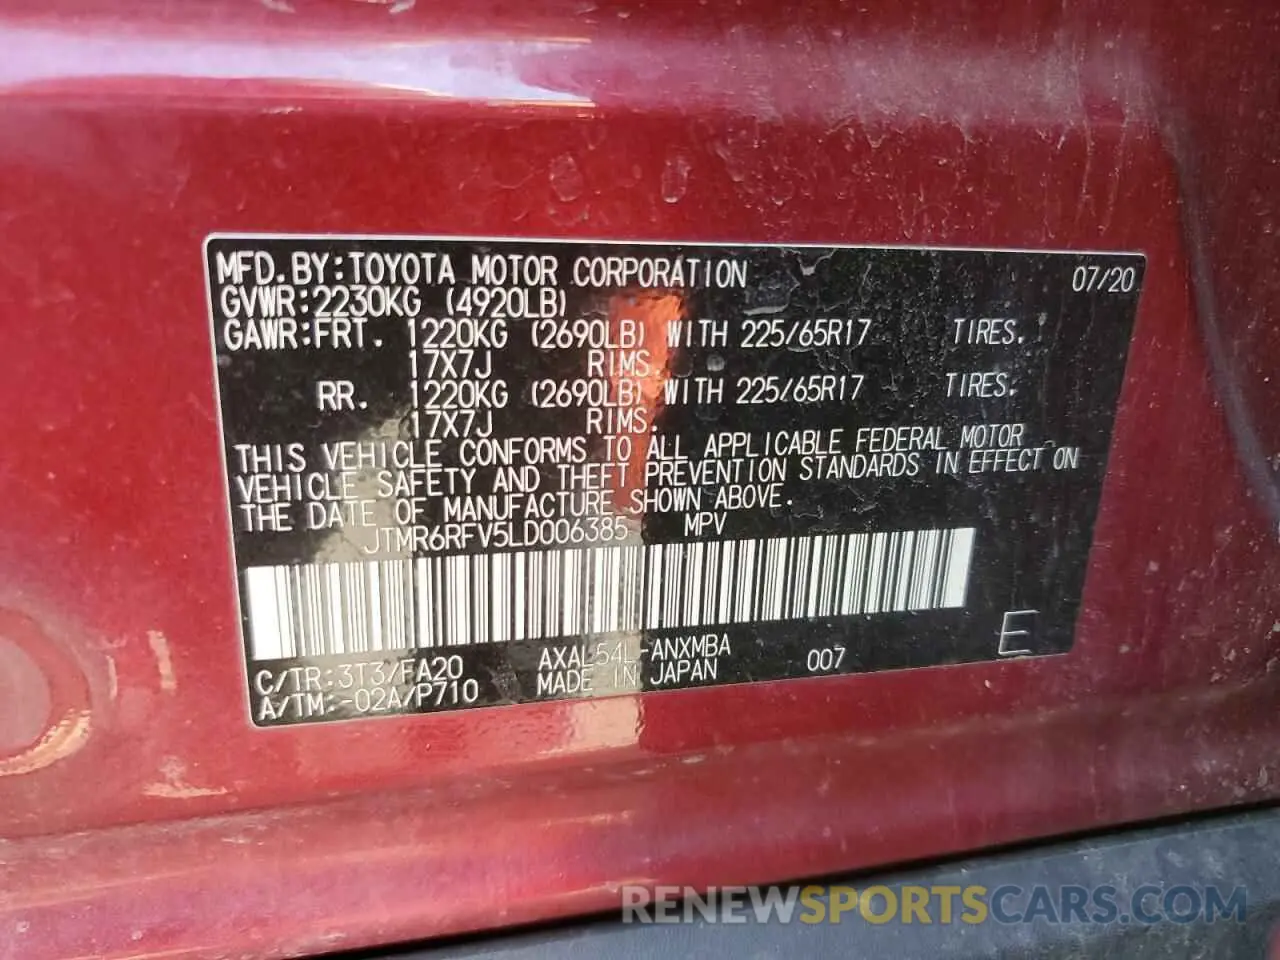 MFD.BY:TOYOTA MOTOR CORPORATION 07/20
GVWR:2230KG (4920LB)
GAWR:FRT. 1220KG (2690LB) WITH 225/65R17 TIRES.
17X7J RIMS.
RR. 1220KG (2690LB) WITH 225/65R17 TIRES.
17X7J RIMS.
THIS VEHICLE CONFORMS TO ALL APPLICABLE FEDERAL MOTOR
VEHICLE SAFETY AND THEFT PREVENTION STANDARDS IN EFFECT ON
THE DATE OF MANUFACTURE SHOWN ABOVE.
JTMR6RFV5LD006385 MPV
C/TR:3T3/FA20 AXAL54L-ANXMBA 007 E
A/TM:-02A/P710 MADE IN JAPAN
RENEWSPORTSCARS.COM